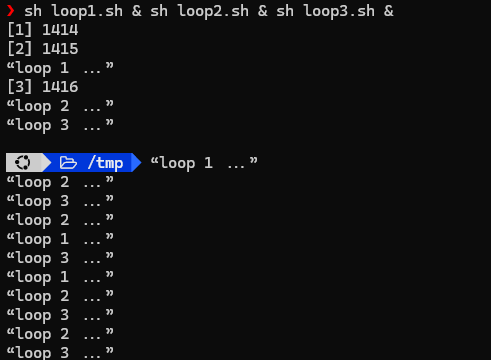 ❯ sh loop1.sh & sh loop2.sh & sh loop3.sh &
[1] 1414
[2] 1415
“loop 1 …”
[3] 1416
“loop 2 …”
“loop 3 …”
/tmp “loop 1 …”
“loop 2 …”
“loop 3 …”
“loop 2 …”
“loop 1 …”
“loop 3 …”
“loop 1 …”
“loop 2 …”
“loop 3 …”
“loop 2 …”
“loop 3 …”